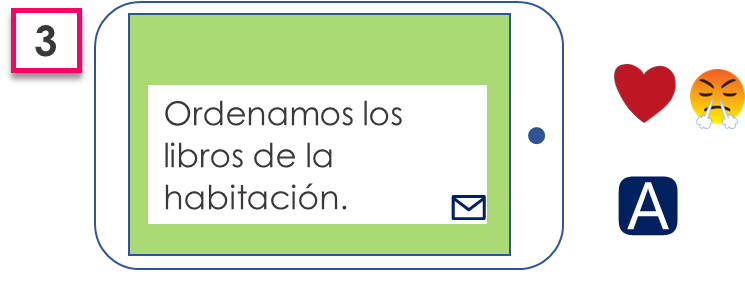 3
Ordenamos los
libros de la
habitación.
A